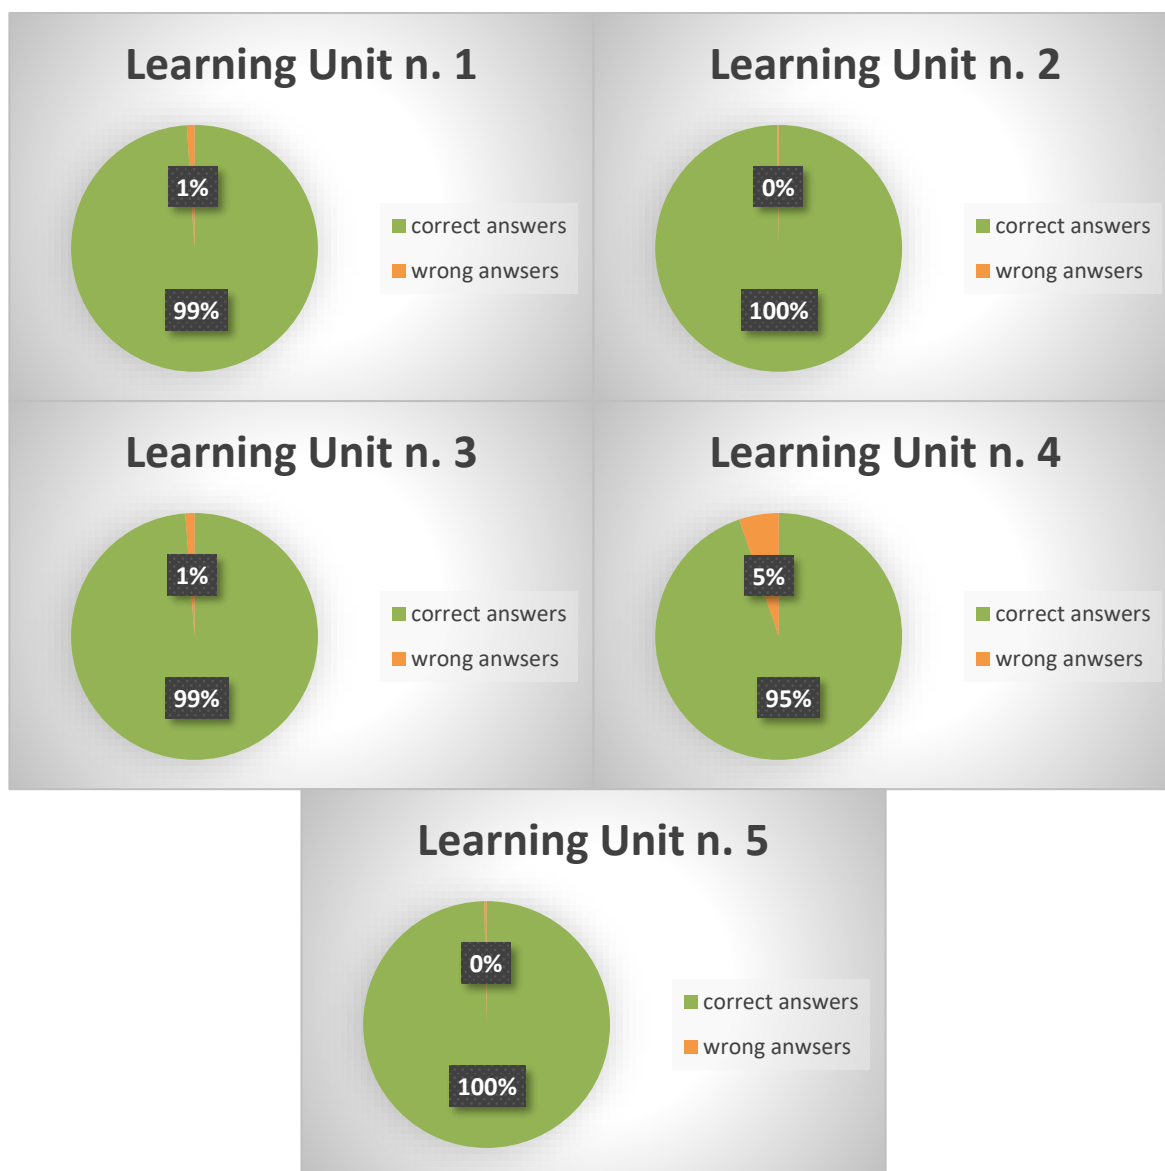 Learning Unit n. 1
1%
correct answers
wrong anwsers
99%
Learning Unit n. 2
0%
correct answers
wrong anwsers
100%
Learning Unit n. 3
1%
correct answers
wrong anwsers
99%
Learning Unit n. 4
5%
correct answers
wrong anwsers
95%
Learning Unit n. 5
0%
correct answers
wrong anwsers
100%